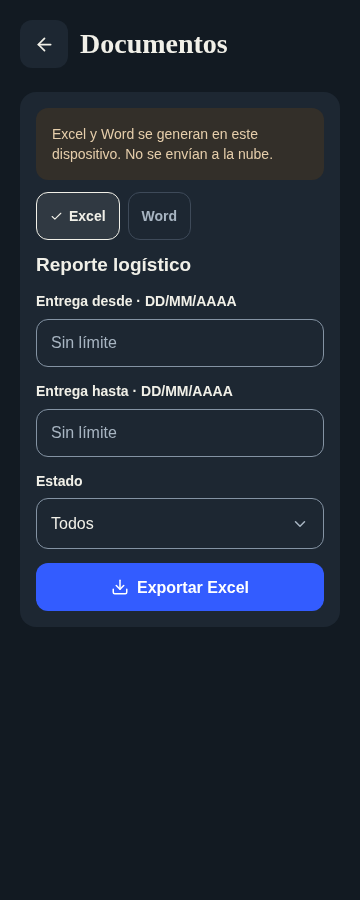 Documentos
Excel y Word se generan en este
dispositivo. No se envían a la nube.
Excel
Word
Reporte logístico
Entrega desde · DD/MM/AAAA
Sin límite
Entrega hasta · DD/MM/AAAA
Sin límite
Estado
Todos
Exportar Excel